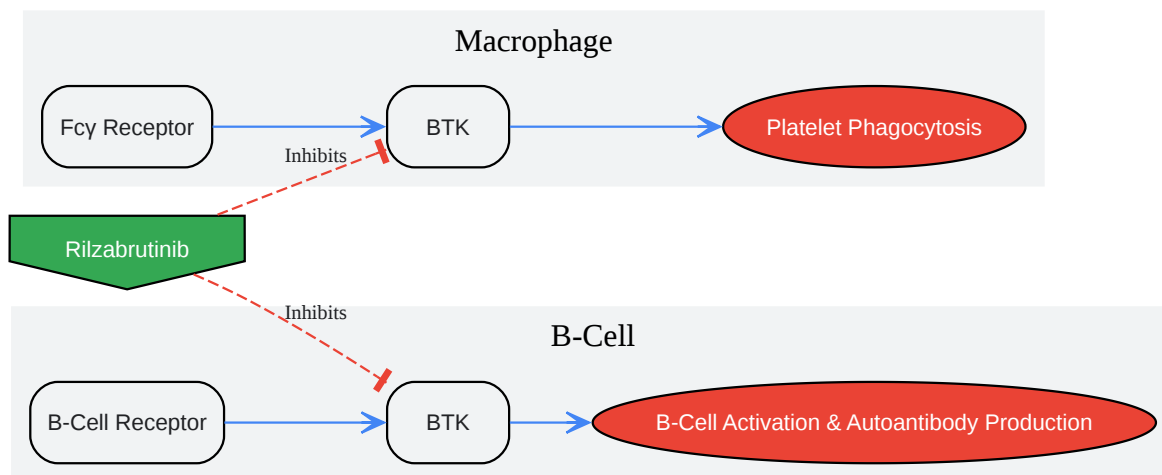 Macrophage
Fcγ Receptor
BTK
Platelet Phagocytosis
Inhibits
Rilzabrutinib
Inhibits
B-Cell
B-Cell Receptor
BTK
B-Cell Activation & Autoantibody Production